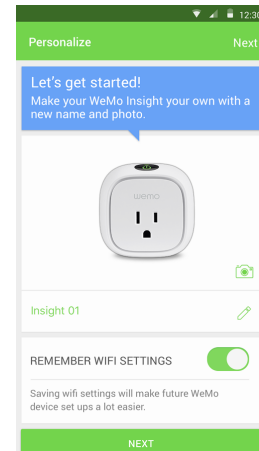 12:30
Personalize
Next
Let's get started!
Make your WeMo Insight your own with a
new name and photo.
wemo
Insight 01
REMEMBER WIFI SETTINGS
Saving wifi settings will make future WeMo
device set ups a lot easier.
NEXT